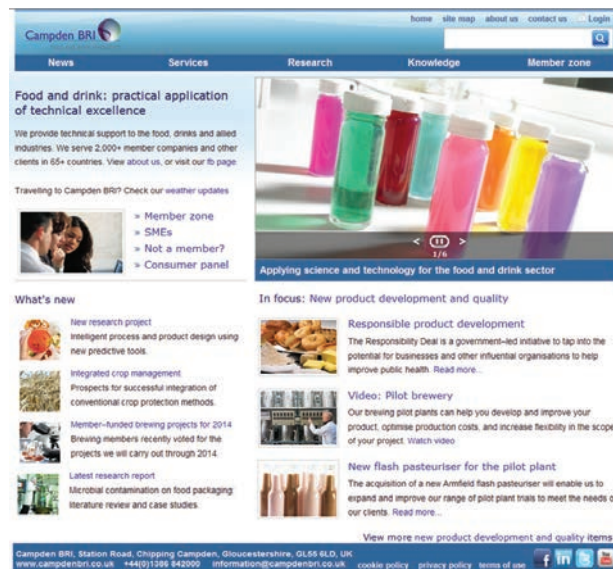 home site map about us contact us Login
Campden BRI
News Services Research Knowledge Member zone
Food and drink: practical application
of technical excellence
We provide technical support to the food, drinks and allied
industries. We serve 2,000+ member companies and other
clients in 65+ countries. View about us, or visit our fb page
Travelling to Campden BRI? Check our weather updates
» Member zone
» SMEs
» Not a member?
» Consumer panel
< >
1/6
Applying science and technology for the food and drink sector
What's new
New research project
Intelligent process and product design using
new predictive tools.
Integrated crop management
Prospects for successful integration of
conventional crop protection methods.
Member-funded brewing projects for 2014
Brewing members recently voted for the
projects we will carry out through 2014.
Latest research report
Microbial contamination on food packaging:
literature review and case studies.
In focus: New product development and quality
Responsible product development
The Responsibility Deal is a government-led initiative to tap into the
potential for businesses and other influential organisations to help
improve public health. Read more...
Video: Pilot brewery
Our brewing pilot plants can help you develop and improve your
product, optimise production costs, and increase flexibility in the scope
of your project. Watch video
New flash pasteuriser for the pilot plant
The acquisition of a new Armfield flash pasteuriser will enable us to
expand and improve our range of pilot plant trials to meet the needs o
our clients. Read more...
View more new product development and quality items
Campden BRI, Station Road, Chipping Campden, Gloucestershire, GL55 6LD, UK
www.campdenbri.co.uk +44(0)1386 842000 information@campdenbri.co.uk cookie policy privacy policy terms of use
f in You